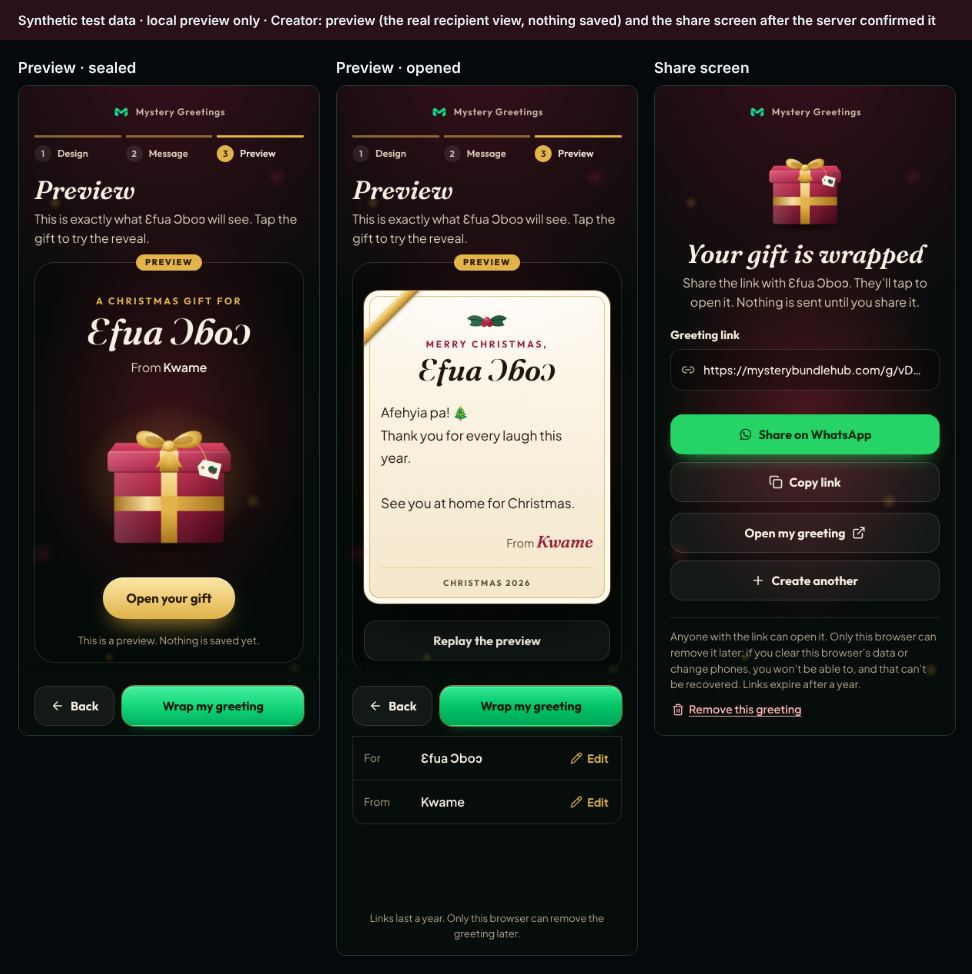 Synthetic test data · local preview only · Creator: preview (the real recipient view, nothing saved) and the share screen after the server confirmed it
Preview · sealed
Mystery Greetings
1 Design
2 Message
3 Preview
Preview
This is exactly what Ɛfua Ɔboɔ will see. Tap the
gift to try the reveal.
PREVIEW
A CHRISTMAS GIFT FOR
Ɛfua Ɔboɔ
From Kwame
Open your gift
This is a preview. Nothing is saved yet.
Back
Wrap my greeting
Preview · opened
Mystery Greetings
1 Design
2 Message
3 Preview
Preview
This is exactly what Ɛfua Ɔboɔ will see. Tap the
gift to try the reveal.
PREVIEW
MERRY CHRISTMAS,
Ɛfua Ɔboɔ
Afehyia pa! 🎄
Thank you for every laugh this
year.
See you at home for Christmas.
From Kwame
CHRISTMAS 2026
Replay the preview
Back
Wrap my greeting
For Ɛfua Ɔboɔ Edit
From Kwame Edit
Links last a year. Only this browser can remove the
greeting later.
Share screen
Mystery Greetings
Your gift is wrapped
Share the link with Ɛfua Ɔboɔ. They'll tap to
open it. Nothing is sent until you share it.
Greeting link
https://mysterybundlehub.com/g/vD…
Share on WhatsApp
Copy link
Open my greeting
Create another
Anyone with the link can open it. Only this browser can
remove it later; if you clear this browser's data or
change phones, you won't be able to, and that can't
be recovered. Links expire after a year.
Remove this greeting